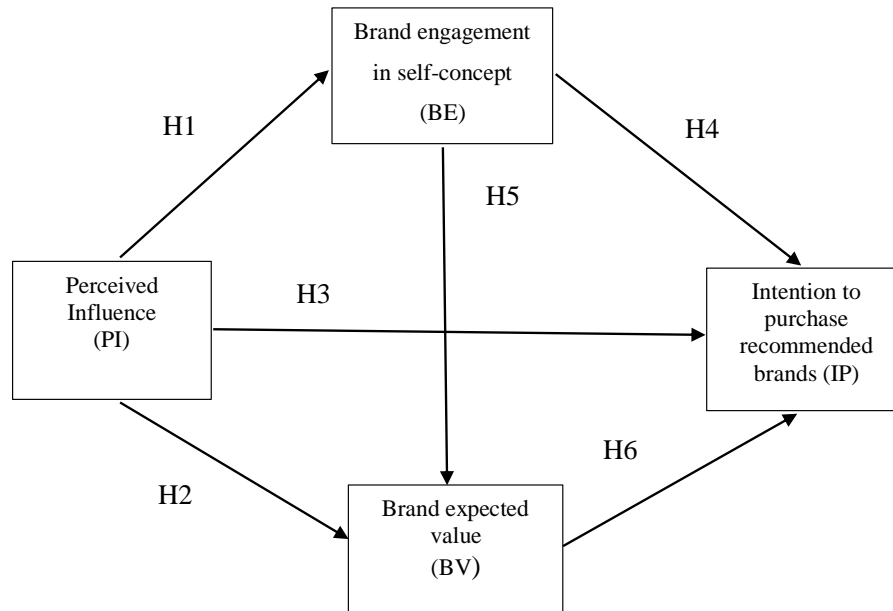 Brand engagement
in self-concept
(BE)
H1
H4
H5
Perceived
Influence
(PI)
H3
Intention to
purchase
recommended
brands (IP)
H2
H6
Brand expected
value
(BV)